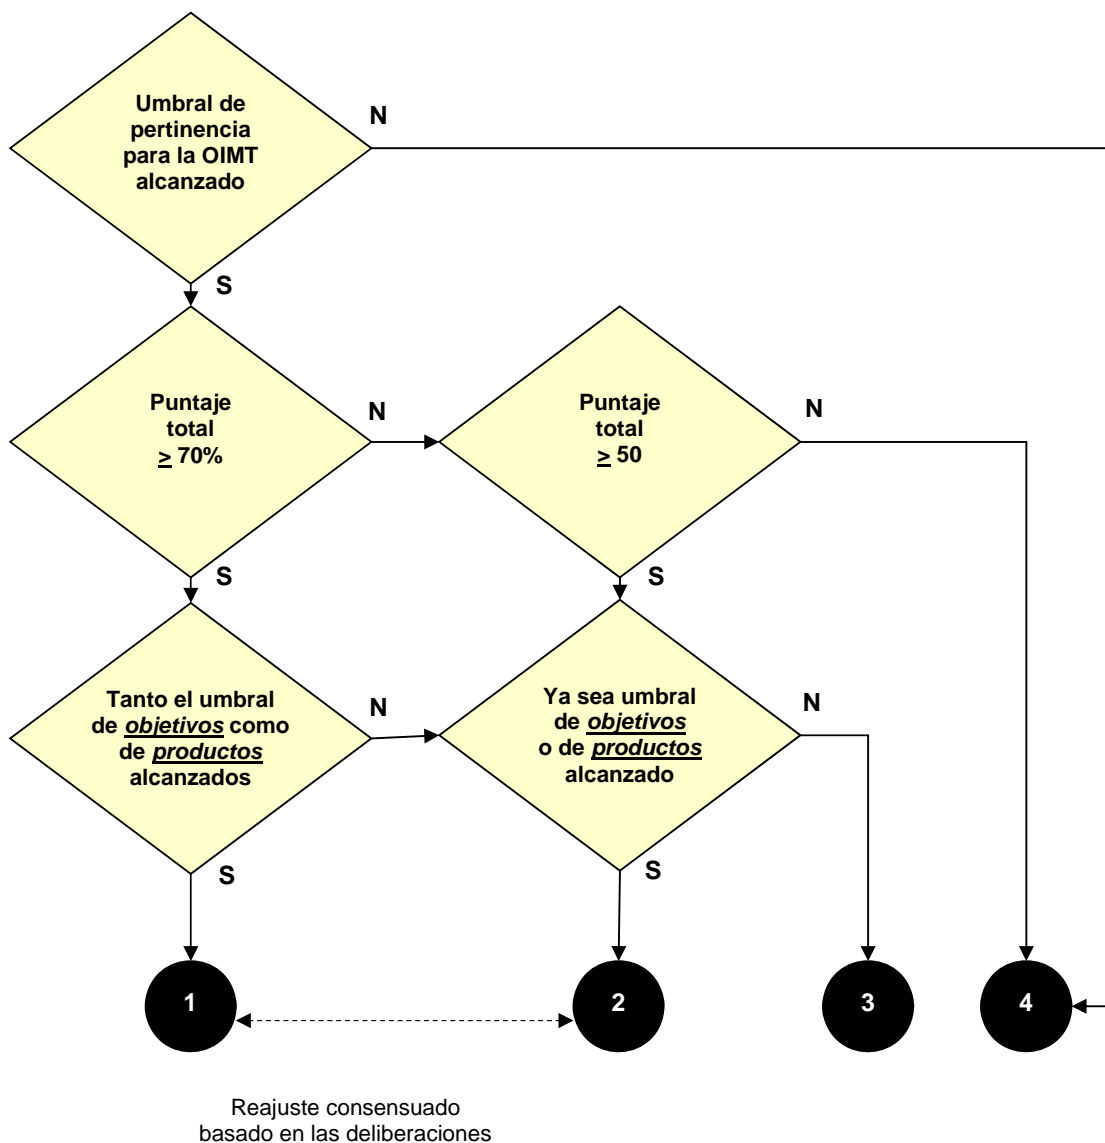 Umbral de
pertinencia
para la OIMT
alcanzado
N
S
Puntaje
total
≥ 70%
N
Puntaje
total
≥ 50
N
S
S
Tanto el umbral
de objetivos como
de productos
alcanzados
N
Ya sea umbral
de objetivos
o de productos
alcanzado
N
S
S
1
2
3
4
Reajuste consensuado
basado en las deliberaciones